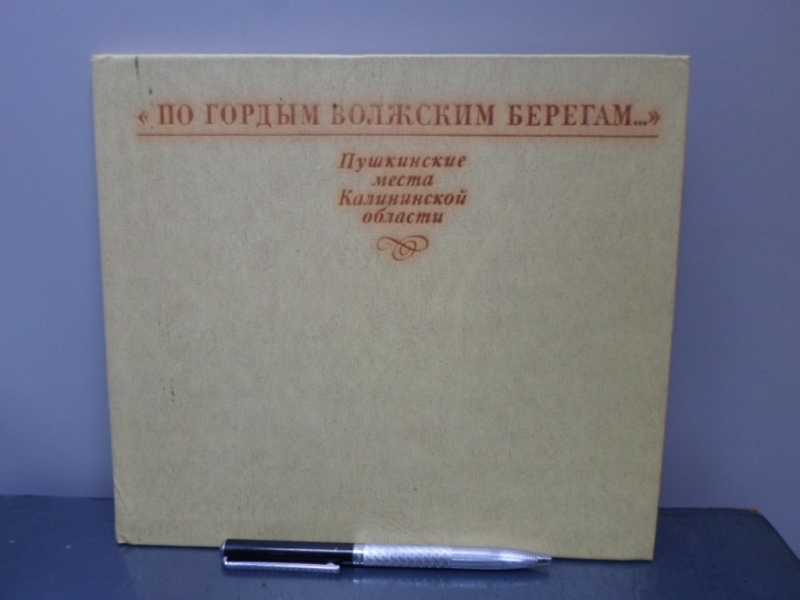 « ПО ГОРДЫМ ВОЛЖСКИМ БЕРЕГАМ...»
Пушкинские
места
Калининской
области